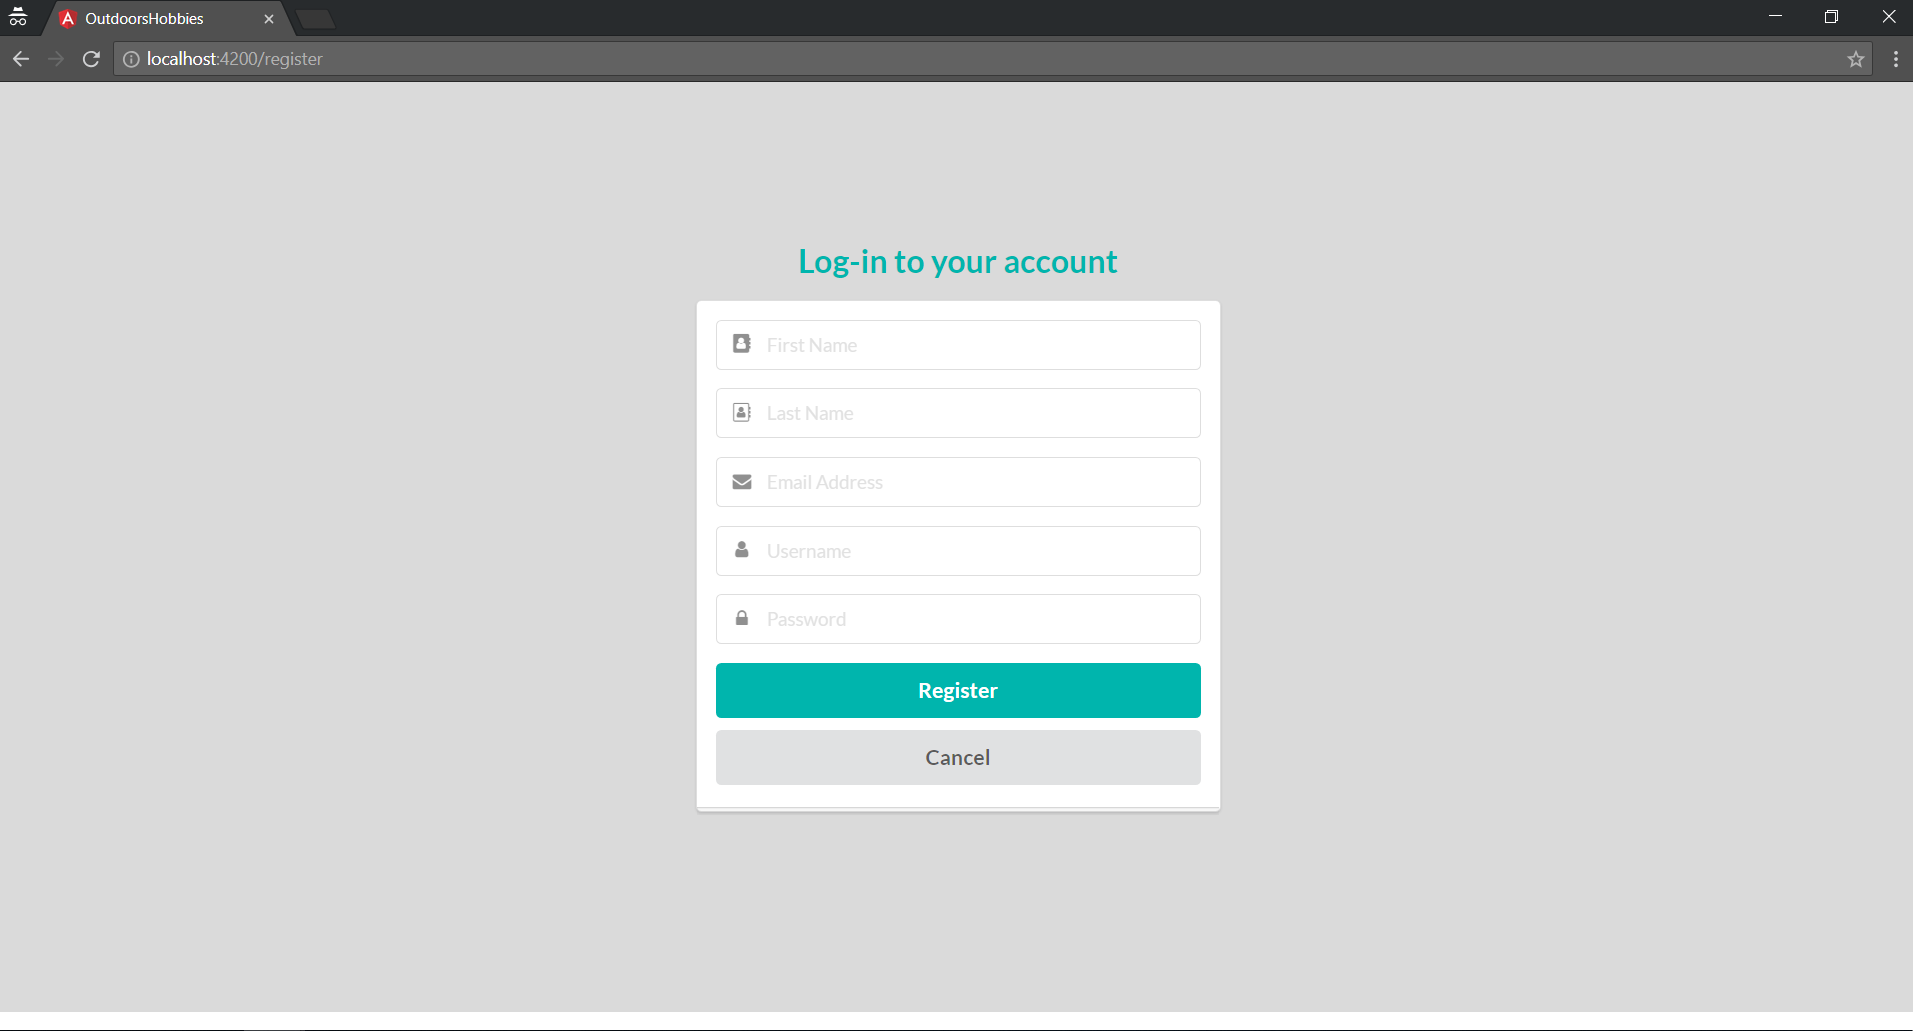 OutdoorsHobbies
localhost:4200/register
Log-in to your account
First Name
Last Name
Email Address
Username
Password
Register
Cancel